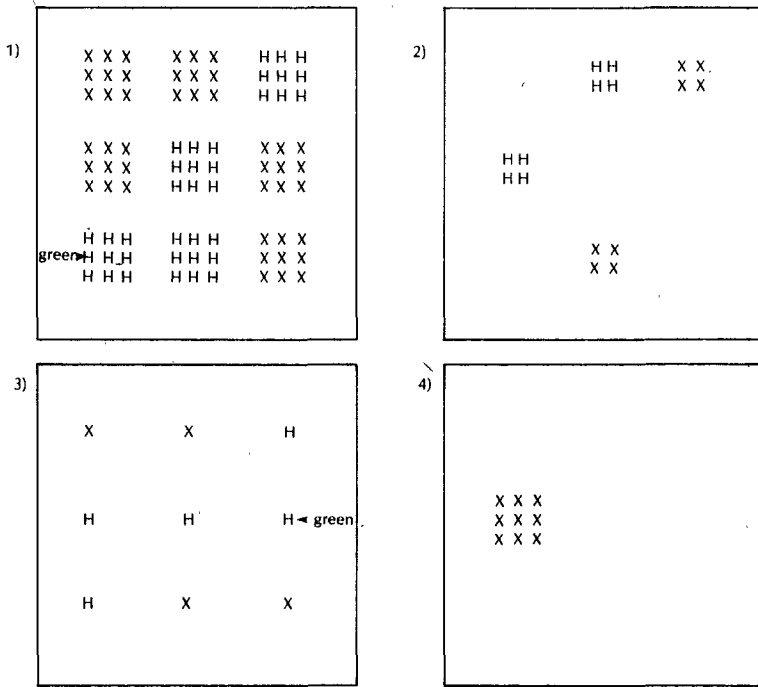 1)
X X X X X X H H H
X X X X X X H H H
X X X X X X H H H
X X X H H H X X X
X X X H H H X X X
X X X H H H X X X
H H H H H H X X X
green H H H H H H X X X
H H H H H H X X X
2)
H H X X
H H X X
H H
H H
X X
X X
3)
X X H
H H H green
H X X
4)
X X X
X X X
X X X